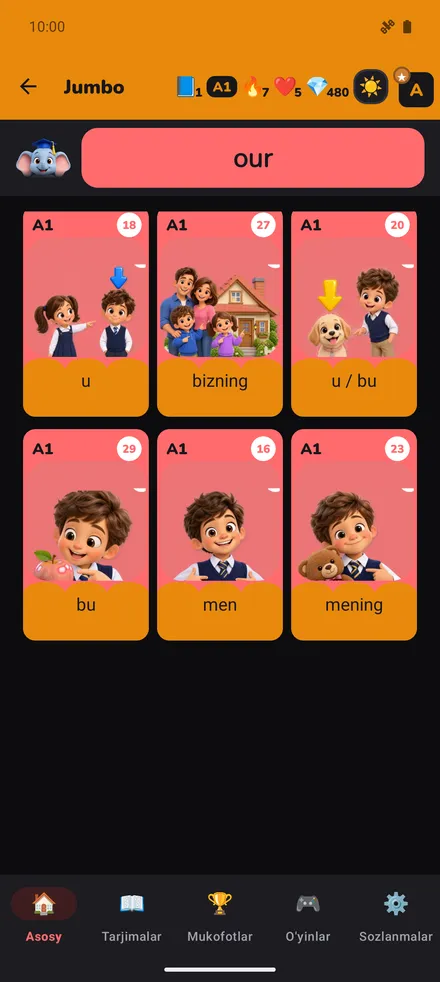 10:00
Jumbo
1
A1
7
5
480
A
our
A1 18
A1 27
A1 20
u
bizning
u / bu
A1 29
A1 16
A1 23
bu
men
mening
Asosy
Tarjimalar
Mukofotlar
O'yinlar
Sozlanmalar